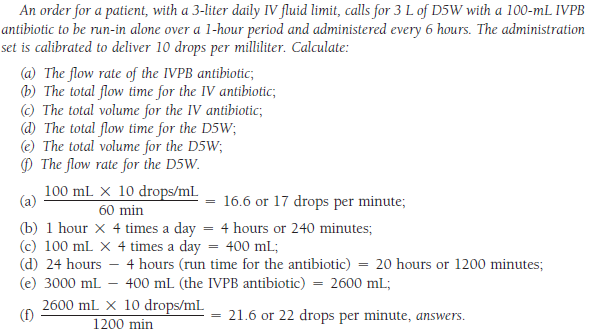 An order for a patient, with a 3-liter daily IV fluid limit, calls for 3 L of D5W with a 100-mL IVPB
antibiotic to be run-in alone over a 1-hour period and administered every 6 hours. The administration
set is calibrated to deliver 10 drops per milliliter. Calculate:
(a) The flow rate of the IVPB antibiotic;
(b) The total flow time for the IV antibiotic;
(c) The total volume for the IV antibiotic;
(d) The total flow time for the D5W;
(e) The total volume for the D5W;
(f) The flow rate for the D5W.
(a) 100 mL × 10 drops/mL / 60 min = 16.6 or 17 drops per minute;
(b) 1 hour × 4 times a day = 4 hours or 240 minutes;
(c) 100 mL × 4 times a day = 400 mL;
(d) 24 hours − 4 hours (run time for the antibiotic) = 20 hours or 1200 minutes;
(e) 3000 mL − 400 mL (the IVPB antibiotic) = 2600 mL;
(f) 2600 mL × 10 drops/mL / 1200 min = 21.6 or 22 drops per minute, answers.